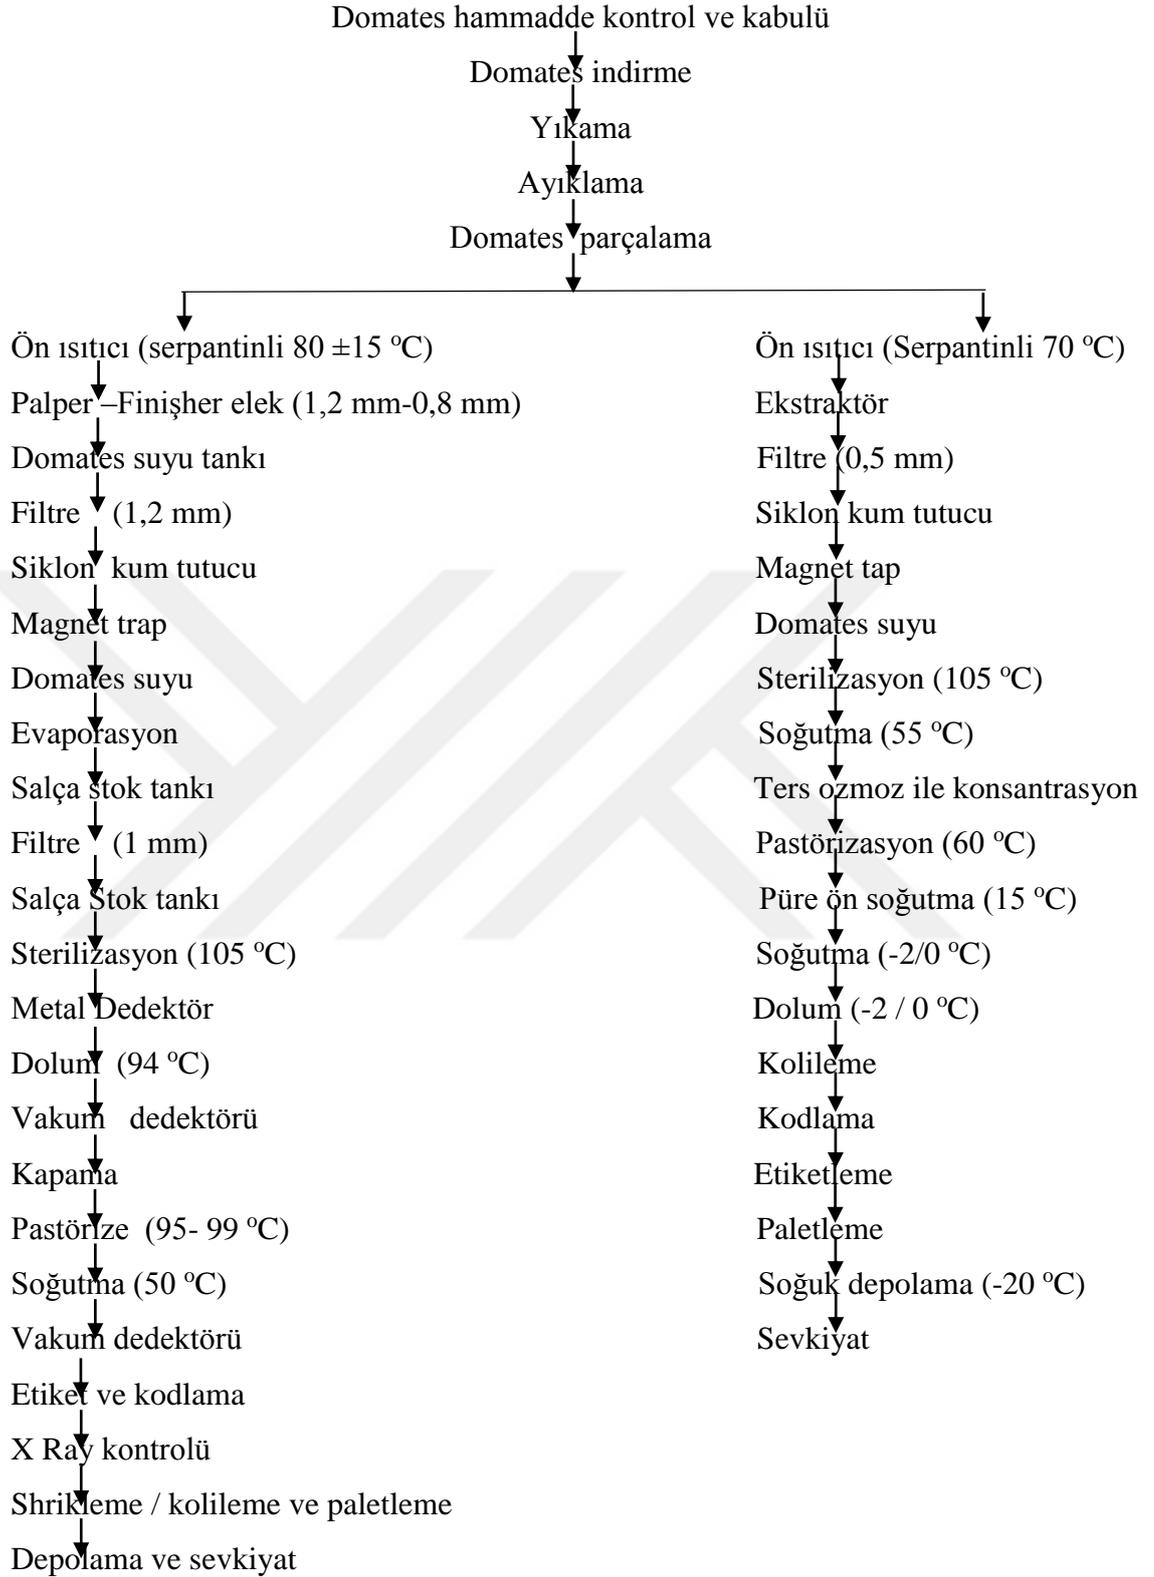 Domates hammadde kontrol ve kabulü
Domates indirme
Yıkama
Ayıklama
Domates parçalama
Ön ısıtıcı (serpantinli 80 ±15 ºC)
Palper –Finişher elek (1,2 mm-0,8 mm)
Domates suyu tankı
Filtre (1,2 mm)
Siklon kum tutucu
Magnet trap
Domates suyu
Evaporasyon
Salça stok tankı
Filtre (1 mm)
Salça Stok tankı
Sterilizasyon (105 ºC)
Metal Dedektör
Dolum (94 ºC)
Vakum dedektörü
Kapama
Pastörize (95- 99 ºC)
Soğutma (50 ºC)
Vakum dedektörü
Etiket ve kodlama
X Ray kontrolü
Shrikleme / kolileme ve paletleme
Depolama ve sevkiyat
Ön ısıtıcı (Serpantinli 70 ºC)
Ekstraktör
Filtre (0,5 mm)
Siklon kum tutucu
Magnet tap
Domates suyu
Sterilizasyon (105 ºC)
Soğutma (55 ºC)
Ters ozmoz ile konsantrasyon
Pastörizasyon (60 ºC)
Püre ön soğutma (15 ºC)
Soğutma (-2/0 ºC)
Dolum (-2 / 0 ºC)
Kolileme
Kodlama
Etiketleme
Paletleme
Soğuk depolama (-20 ºC)
Sevkiyat